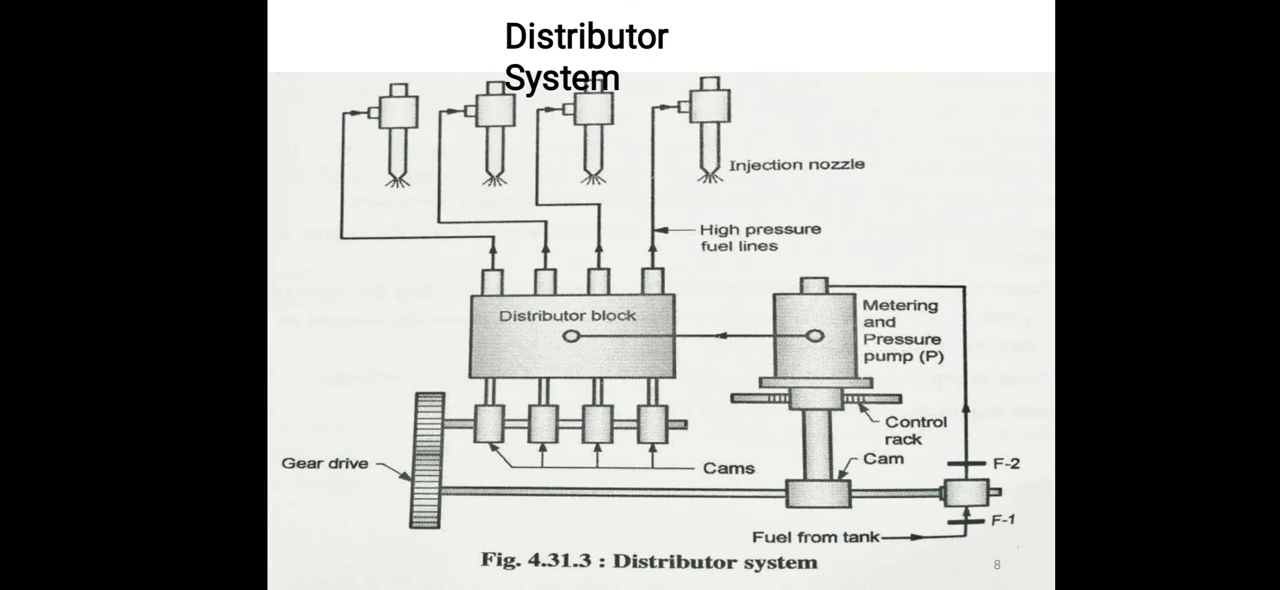 Distributor
System
Injection nozzle
High pressure
fuel lines
Distributor block
Metering
and
Pressure
pump (P)
Control
rack
Gear drive
Cams
Cam
F-2
F-1
Fuel from tank
Fig. 4.31.3 : Distributor system
8